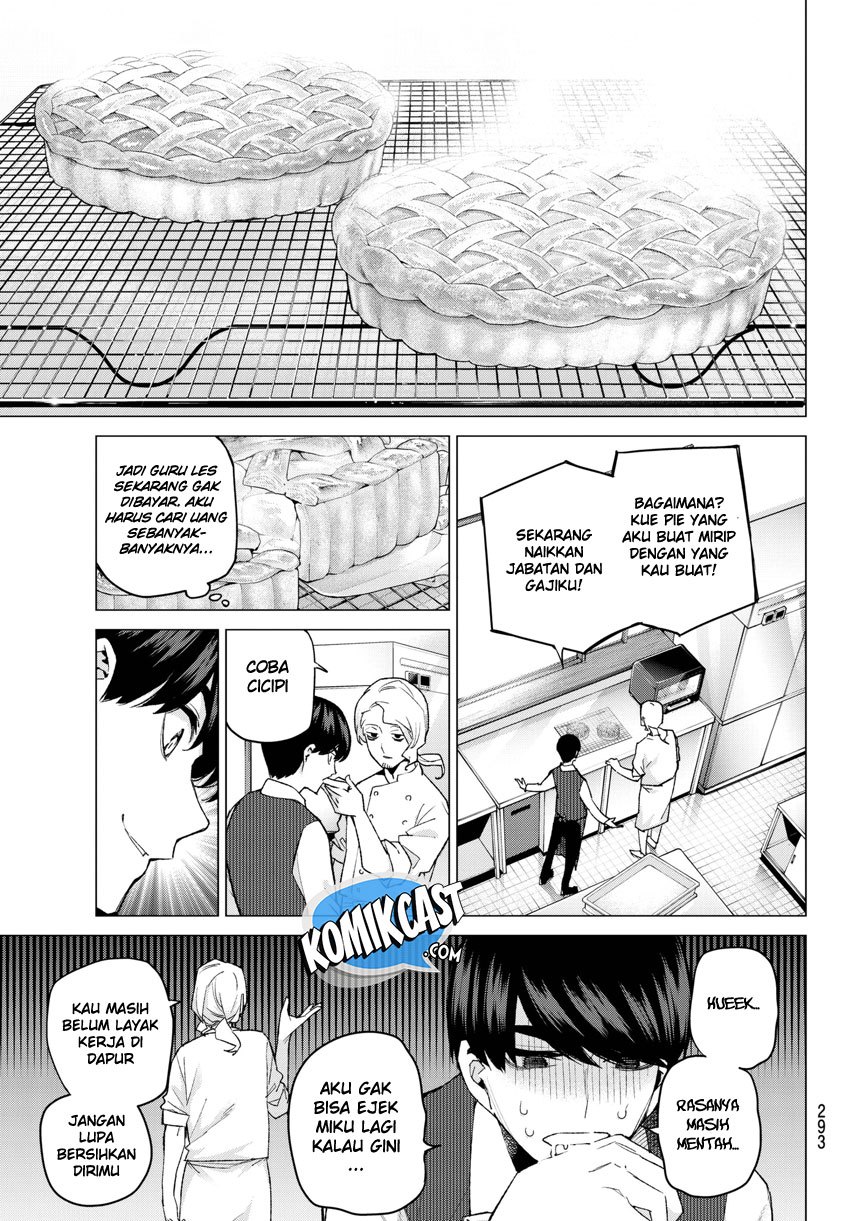 BAGAIMANA?
KUE PIE YANG
AKU BUAT MIRIP
DENGAN YANG
KAU BUAT!
SEKARANG
NAIKKAN
JABATAN DAN
GAJIKU!
JADI GURU LES
SEKARANG GAK
DIBAYAR. AKU
HARUS CARI UANG
SEBANYAK-
BANYAKNYA...
COBA
CICIPI
KOMIKCAST
.COM
HUEEK...
RASANYA
MASIH
MENTAH...
AKU GAK
BISA EJEK
MIKU LAGI
KALAU GINI
...
KAU MASIH
BELUM LAYAK
KERJA DI
DAPUR
JANGAN
LUPA
BERSIHKAN
DIRIMU
293